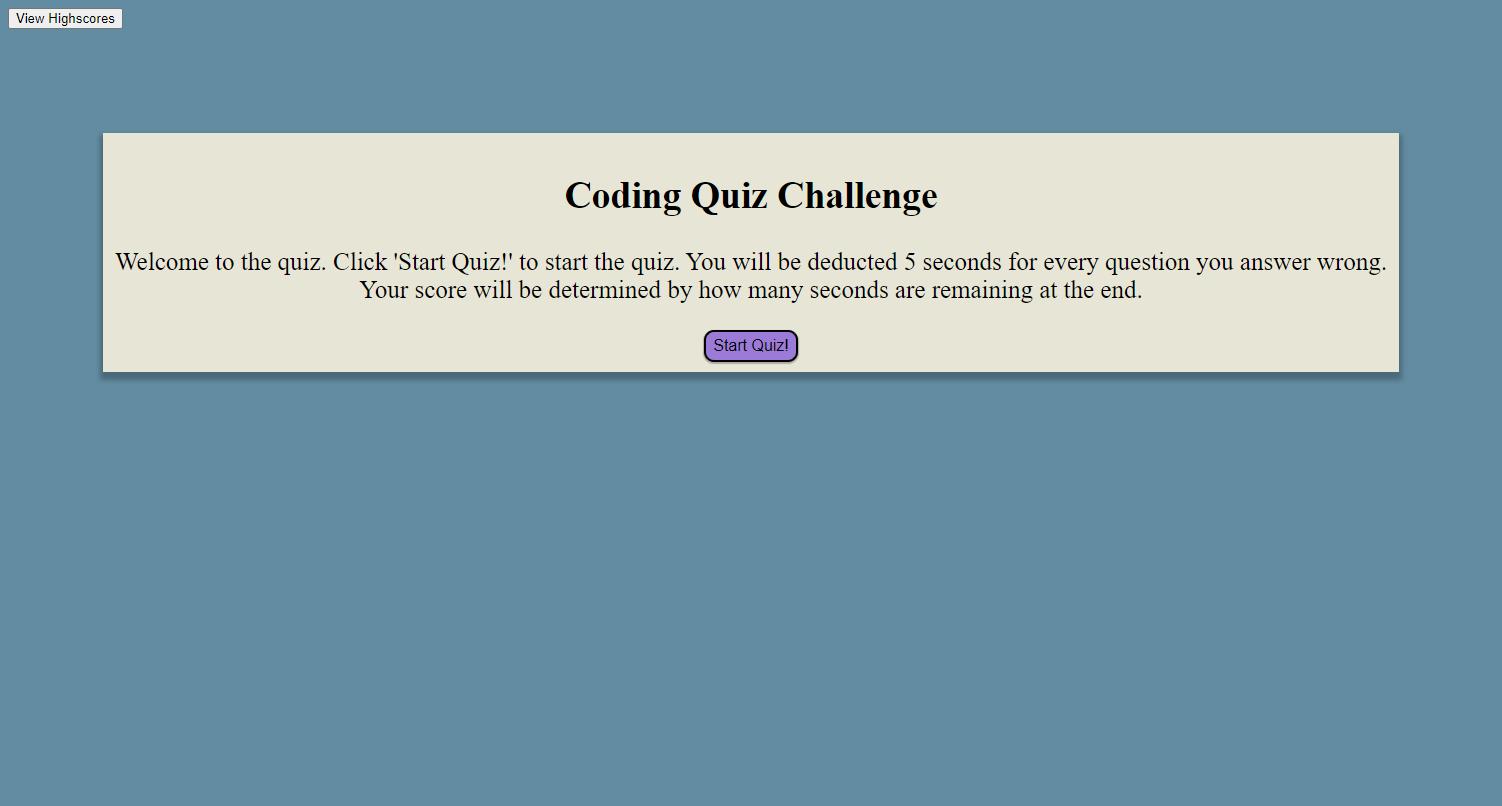 View Highscores
Coding Quiz Challenge
Welcome to the quiz. Click 'Start Quiz!' to start the quiz. You will be deducted 5 seconds for every question you answer wrong.
Your score will be determined by how many seconds are remaining at the end.
Start Quiz!